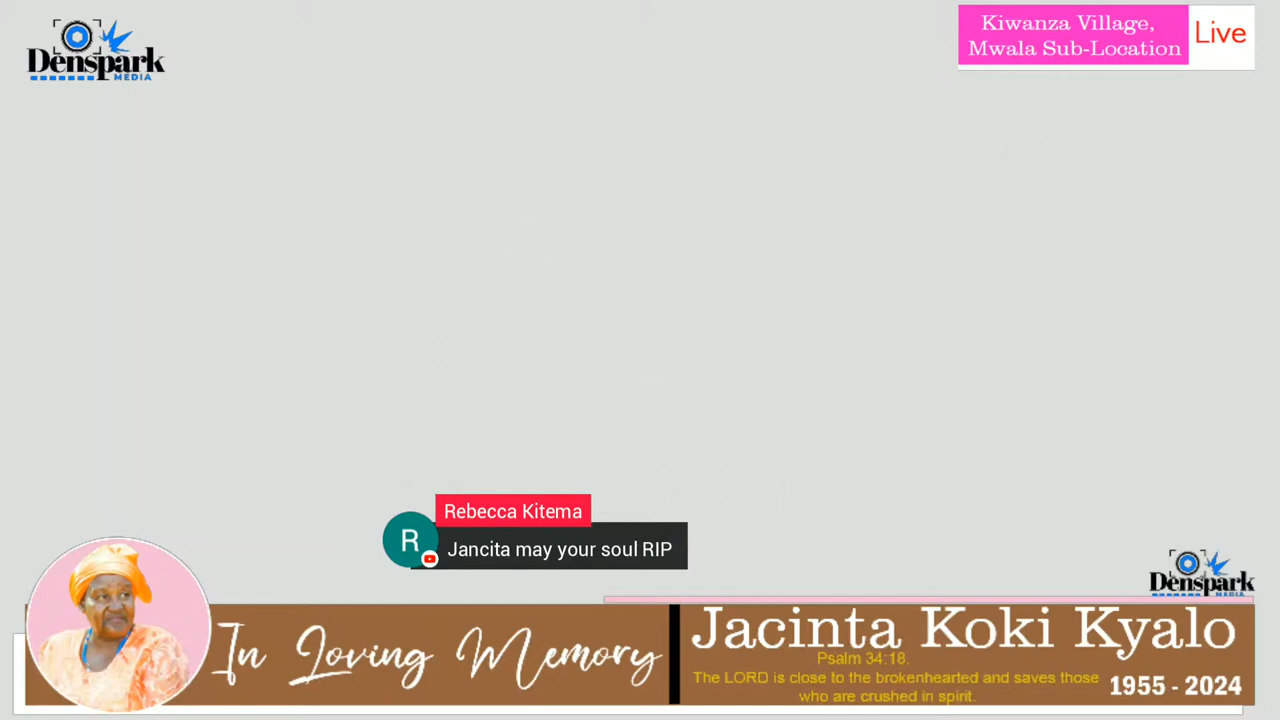 Denspark
MEDIA
Kiwanza Village,
Mwala Sub-Location
Live
Rebecca Kitema
R
Jancita may your soul RIP
Denspark
MEDIA
In Loving Memory
Jacinta Koki Kyalo
Psalm 34:18.
The LORD is close to the brokenhearted and saves those
who are crushed in spirit.
1955 - 2024